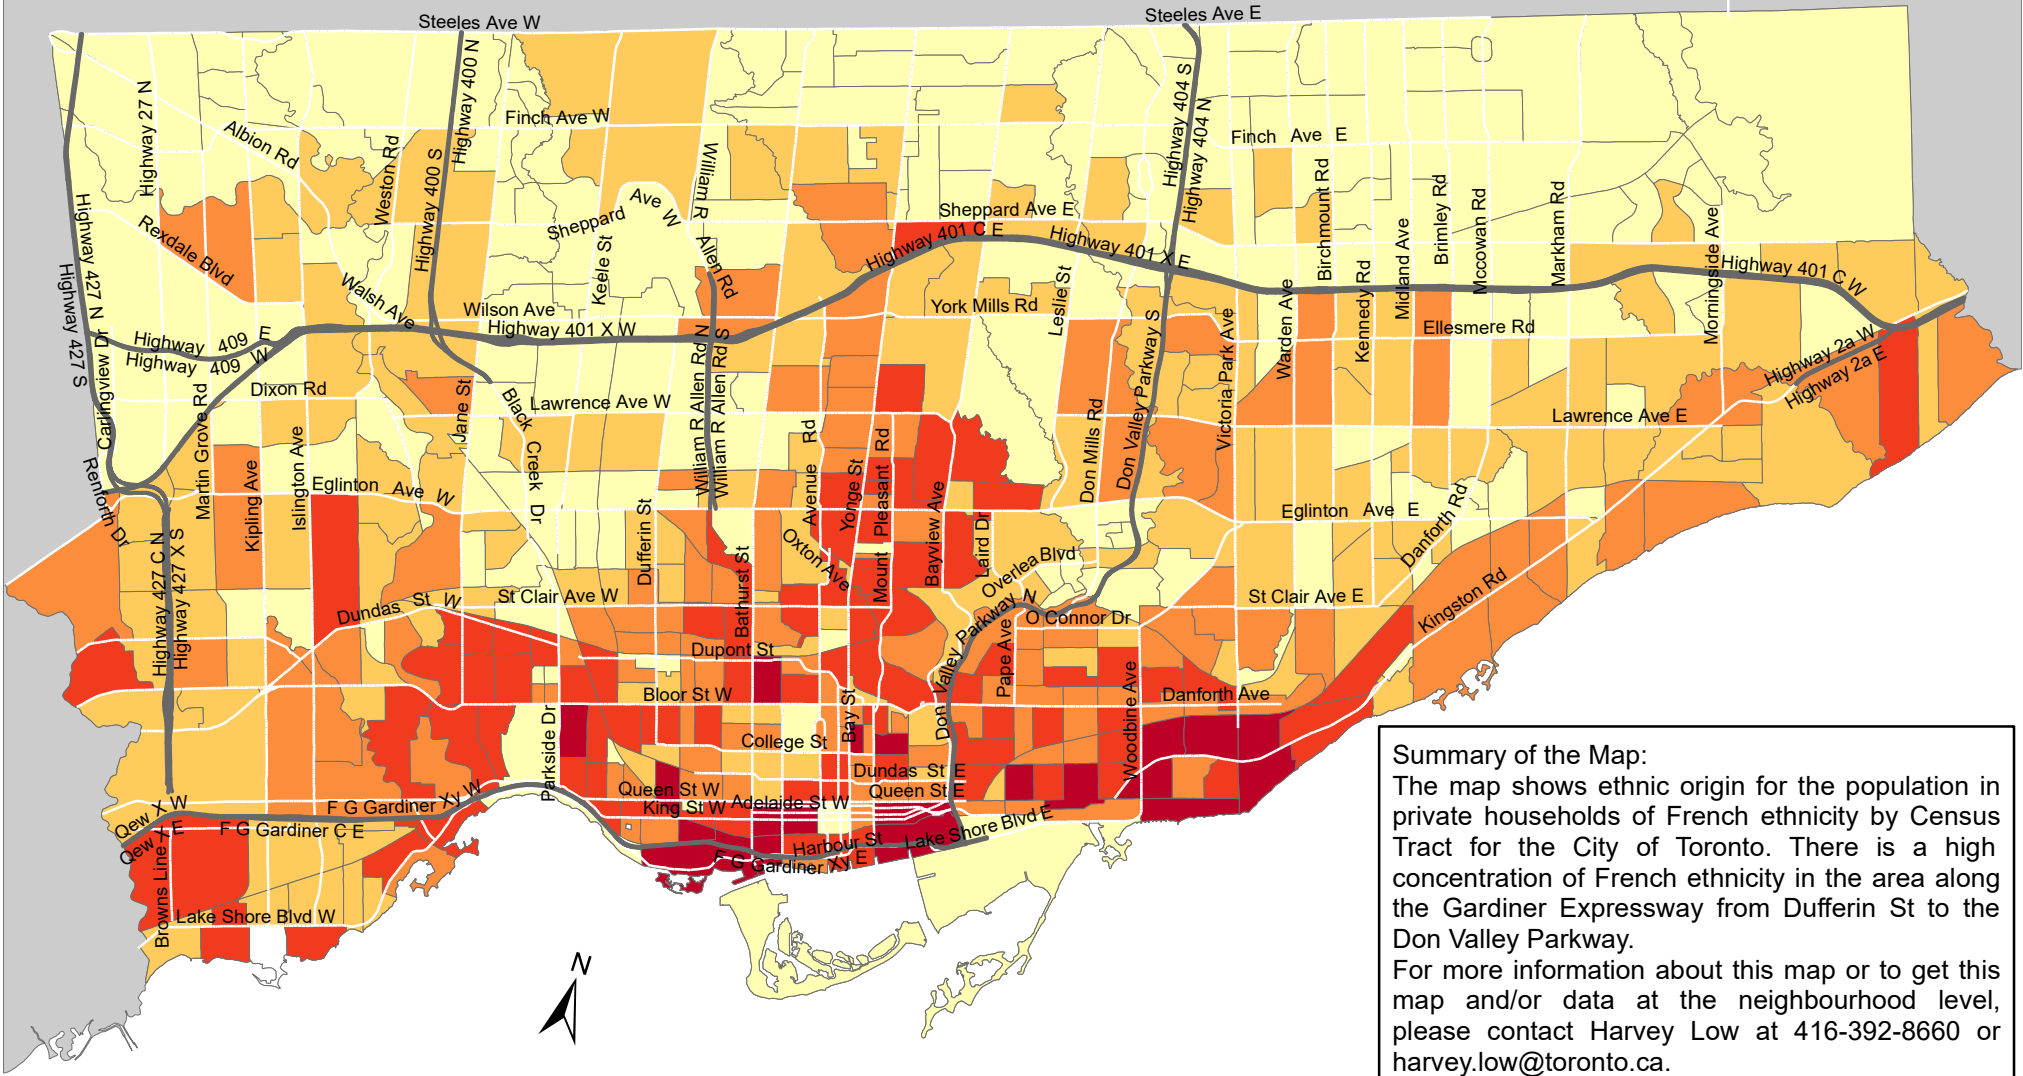 Steeles Ave W
Steeles Ave E
Highway 27 N
Albion Rd
Weston Rd
Highway 400 N
Highway 400 S
Finch Ave W
William R Allen Rd
Highway 404 S
Highway 404 N
Finch Ave E
Birchmount Rd
Brimley Rd
Mccowan Rd
Markham Rd
Midland Ave
Morningside Ave
Rexdale Blvd
Highway 427 N
Highway 427 S
Sheppard Ave W
Keele St
Sheppard Ave E
Highway 401 C E
Highway 401 X E
Highway 401 C W
Walsh Ave
Wilson Ave
Highway 401 X W
York Mills Rd
Leslie St
Warden Ave
Kennedy Rd
Ellesmere Rd
Highway 409 E
Highway 409 W
Carlingview Dr
Dixon Rd
Martin Grove Rd
Jane St
Black Creek Dr
Lawrence Ave W
William R Allen Rd N
William R Allen Rd S
Don Valley Parkway S
Victoria Park Ave
Highway 2a W
Highway 2a E
Lawrence Ave E
Renforth Dr
Kipling Ave
Islington Ave
Eglinton Ave W
Avenue Rd
Yonge St
Mount Pleasant Rd
Bayview Ave
Laird Dr
Don Mills Rd
Eglinton Ave E
Danforth Rd
Highway 427 C N
Highway 427 X S
Dufferin St
Bathurst St
Oxton Ave
Overlea Blvd
Dundas St W
St Clair Ave W
St Clair Ave E
Kingston Rd
O Connor Dr
Don Valley Parkway N
Pape Ave
Dupont St
Bloor St W
Bay St
Danforth Ave
Woodbine Ave
Parkside Dr
College St
Dundas St E
Queen St W
Queen St E
King St W
Adelaide St W
Qew X W
Qew X E
F G Gardiner Xy W
F G Gardiner C E
Harbour St
Lake Shore Blvd E
F G Gardiner Xy E
Browns Line
Lake Shore Blvd W
N
Summary of the Map:
The map shows ethnic origin for the population in
private households of French ethnicity by Census
Tract for the City of Toronto. There is a high
concentration of French ethnicity in the area along
the Gardiner Expressway from Dufferin St to the
Don Valley Parkway.
For more information about this map or to get this
map and/or data at the neighbourhood level,
please contact Harvey Low at 416-392-8660 or
harvey.low@toronto.ca.